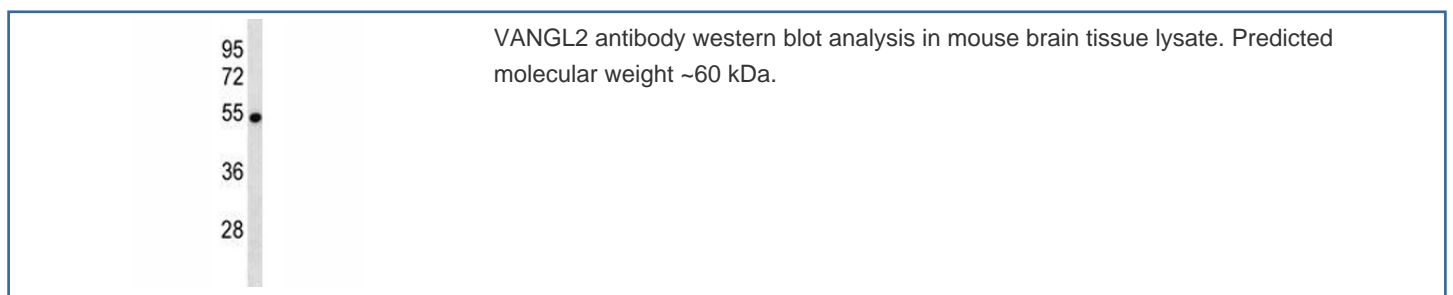 95
72
55
36
28
VANGL2 antibody western blot analysis in mouse brain tissue lysate. Predicted
molecular weight ~60 kDa.